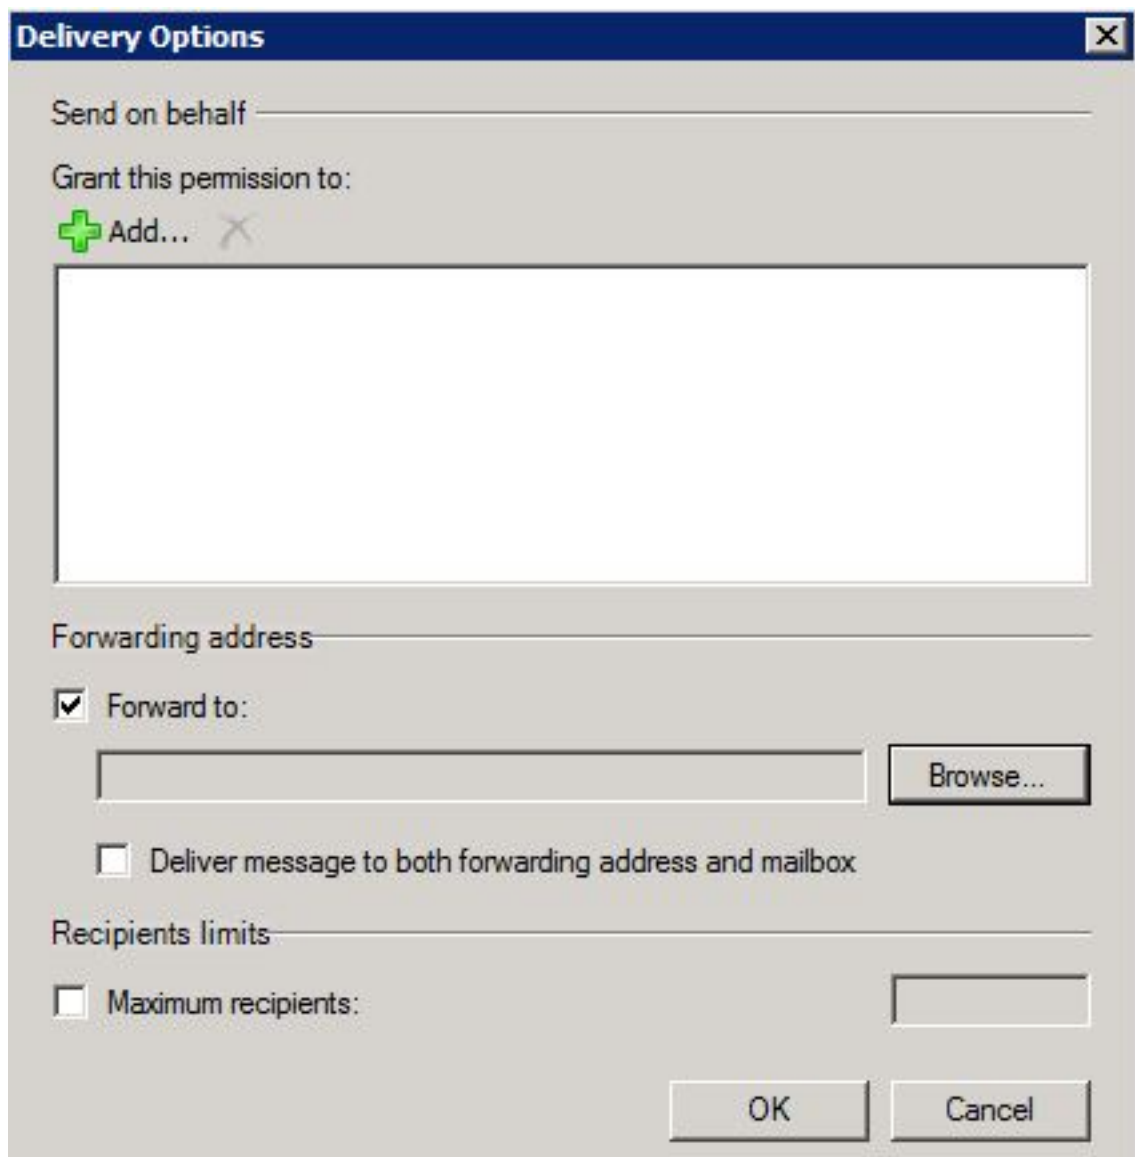 Delivery Options
Send on behalf
Grant this permission to:
Add...
Forwarding address
Forward to:
Browse...
Deliver message to both forwarding address and mailbox
Recipients limits
Maximum recipients:
OK Cancel